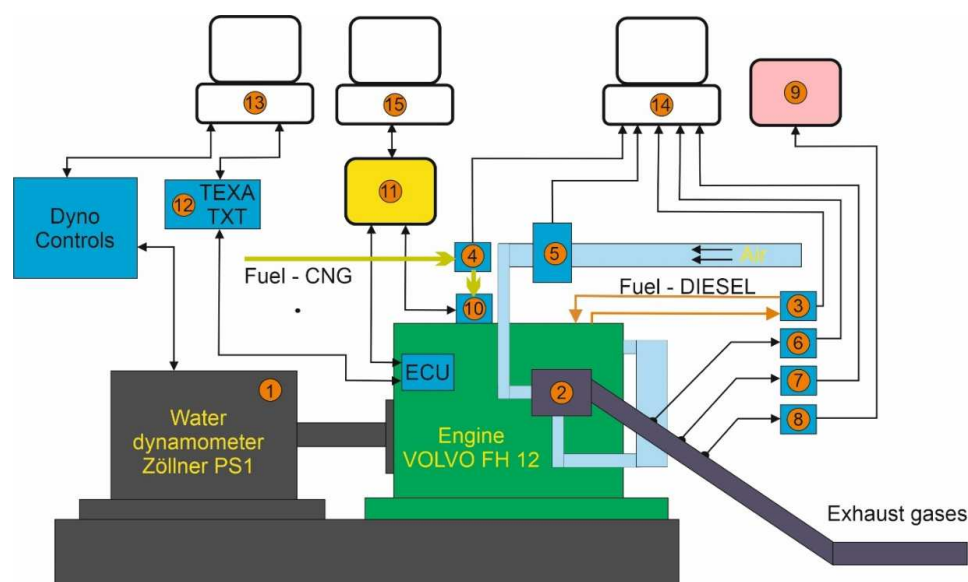 13
15
14
9
12
TEXA
TXT
11
Dyno
Controls
4
5
Air
Fuel - CNG
Fuel - DIESEL
3
10
6
ECU
7
1
2
8
Water
dynamometer
Zöllner PS1
Engine
VOLVO FH 12
Exhaust gases